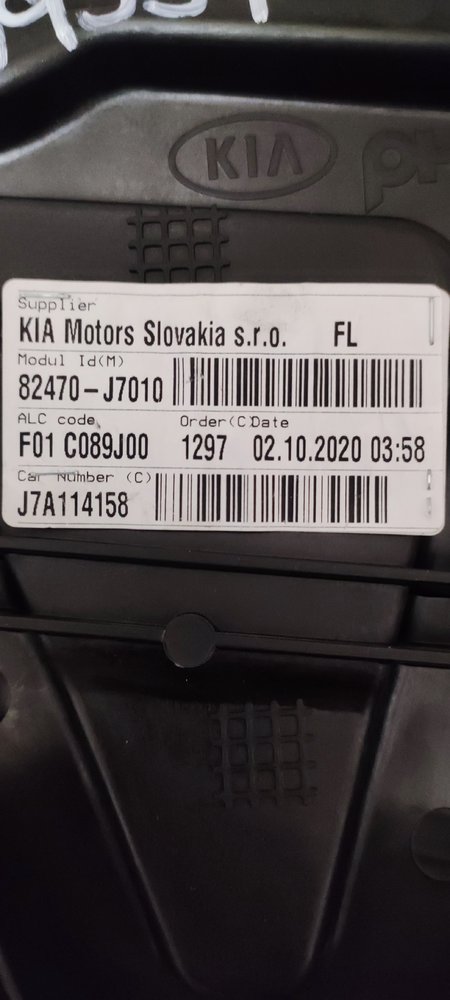 KIA
Supplier
KIA Motors Slovakia s.r.o. FL
Modul Id(M)
82470-J7010
ALC code Order(C Date
F01 C089J00 1297 02.10.2020 03:58
Car Number (C)
J7A114158